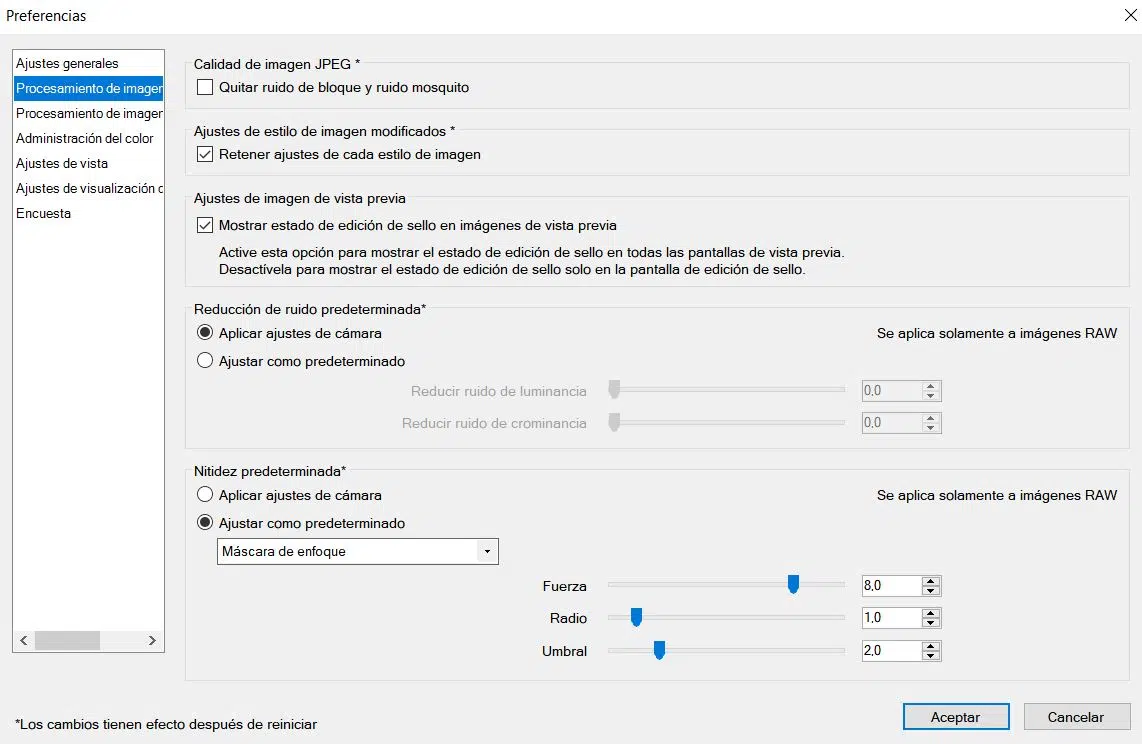 Preferencias
Ajustes generales
Procesamiento de imagen
Procesamiento de imagen
Administración del color
Ajustes de vista
Ajustes de visualización d
Encuesta
Calidad de imagen JPEG *
Quitar ruido de bloque y ruido mosquito
Ajustes de estilo de imagen modificados *
Retener ajustes de cada estilo de imagen
Ajustes de imagen de vista previa
Mostrar estado de edición de sello en imágenes de vista previa
Active esta opción para mostrar el estado de edición de sello en todas las pantallas de vista previa.
Desactívela para mostrar el estado de edición de sello solo en la pantalla de edición de sello.
Reducción de ruido predeterminada*
Aplicar ajustes de cámara Se aplica solamente a imágenes RAW
Ajustar como predeterminado
Reducir ruido de luminancia 0.0
Reducir ruido de crominancia 0.0
Nitidez predeterminada*
Aplicar ajustes de cámara Se aplica solamente a imágenes RAW
Ajustar como predeterminado
Máscara de enfoque
Fuerza 8,0
Radio 1,0
Umbral 2,0
*Los cambios tienen efecto después de reiniciar
Aceptar Cancelar